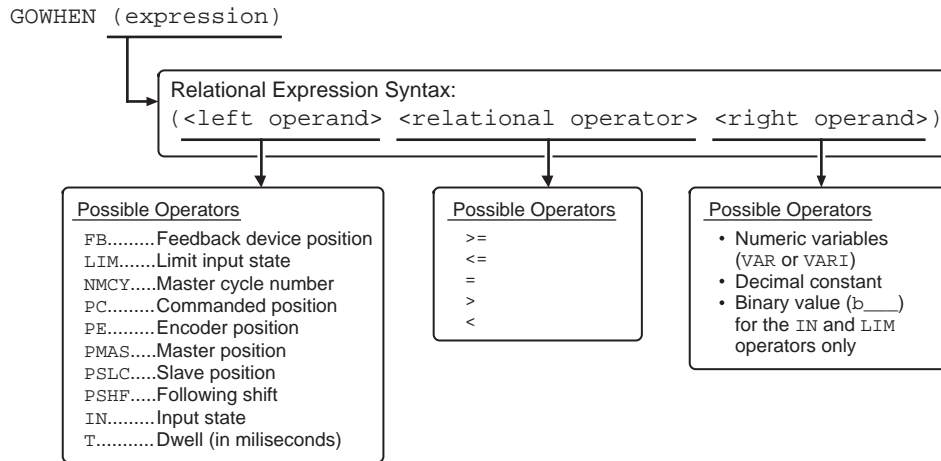 GOWHEN (expression)
Relational Expression Syntax:
(<left operand> <relational operator> <right operand>)
Possible Operators
FB.........Feedback device position
LIM.......Limit input state
NMCY.....Master cycle number
PC.........Commanded position
PE.........Encoder position
PMAS.....Master position
PSLC.....Slave position
PSHF.....Following shift
IN.........Input state
T...........Dwell (in miliseconds)
Possible Operators
>=
<=
=
>
<
Possible Operators
• Numeric variables
(VAR or VARI)
• Decimal constant
• Binary value (b___)
for the IN and LIM
operators only